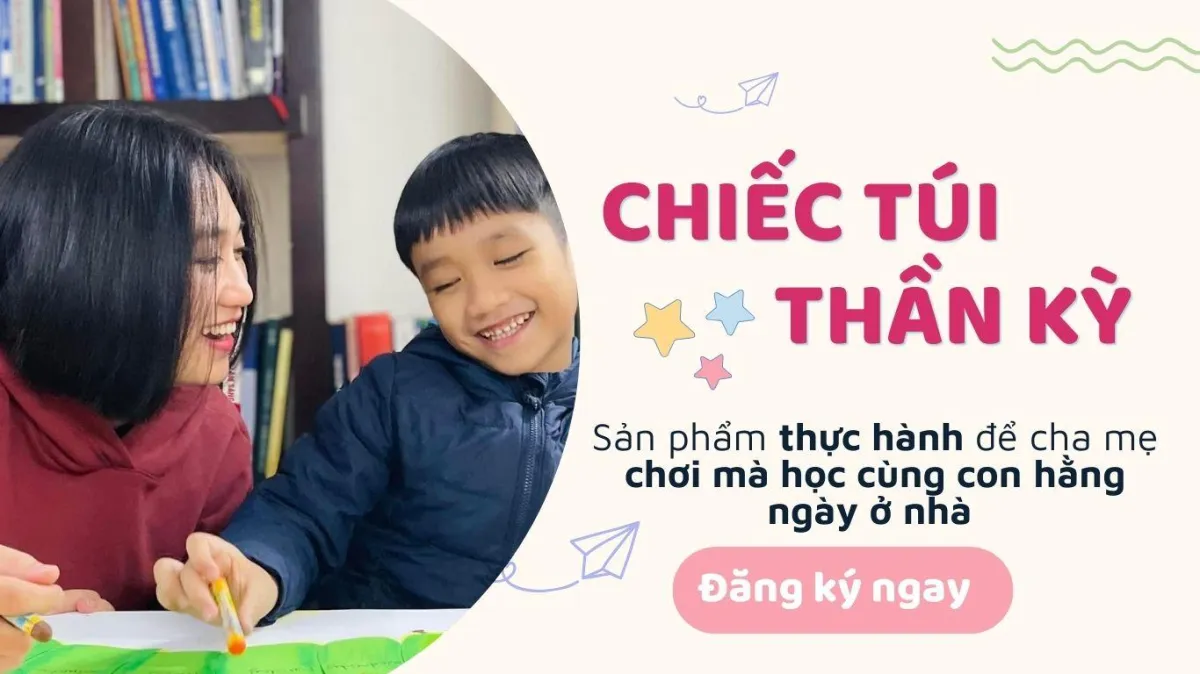 CHIẾC TÚI
THẦN KỲ
Sản phẩm thực hành để cha mẹ
chơi mà học cùng con hằng
ngày ở nhà
Đăng ký ngay